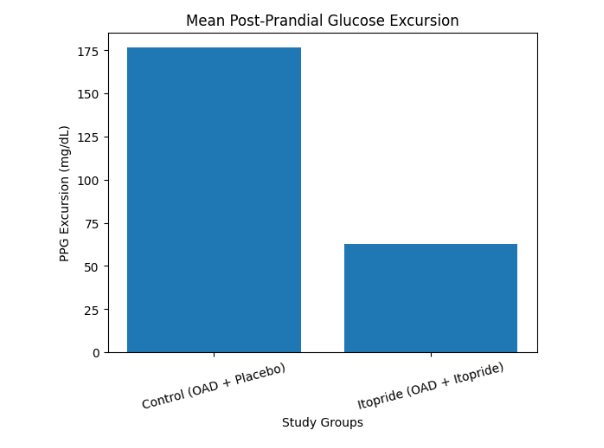 Mean Post-Prandial Glucose Excursion
PPG Excursion (mg/dL)
175
150
125
100
75
50
25
0
Control (OAD + Placebo)
Itopride (OAD + Itopride)
Study Groups